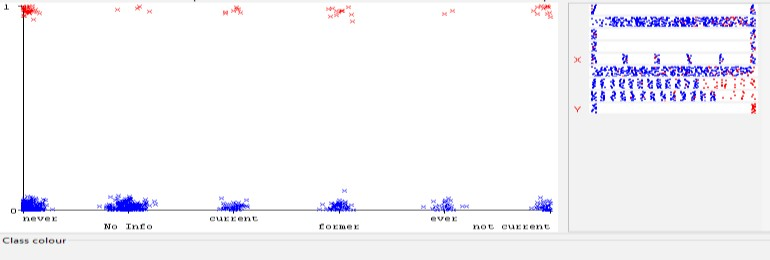 1
X
Y
0
never
No Info
current
former
ever
not current
Class colour